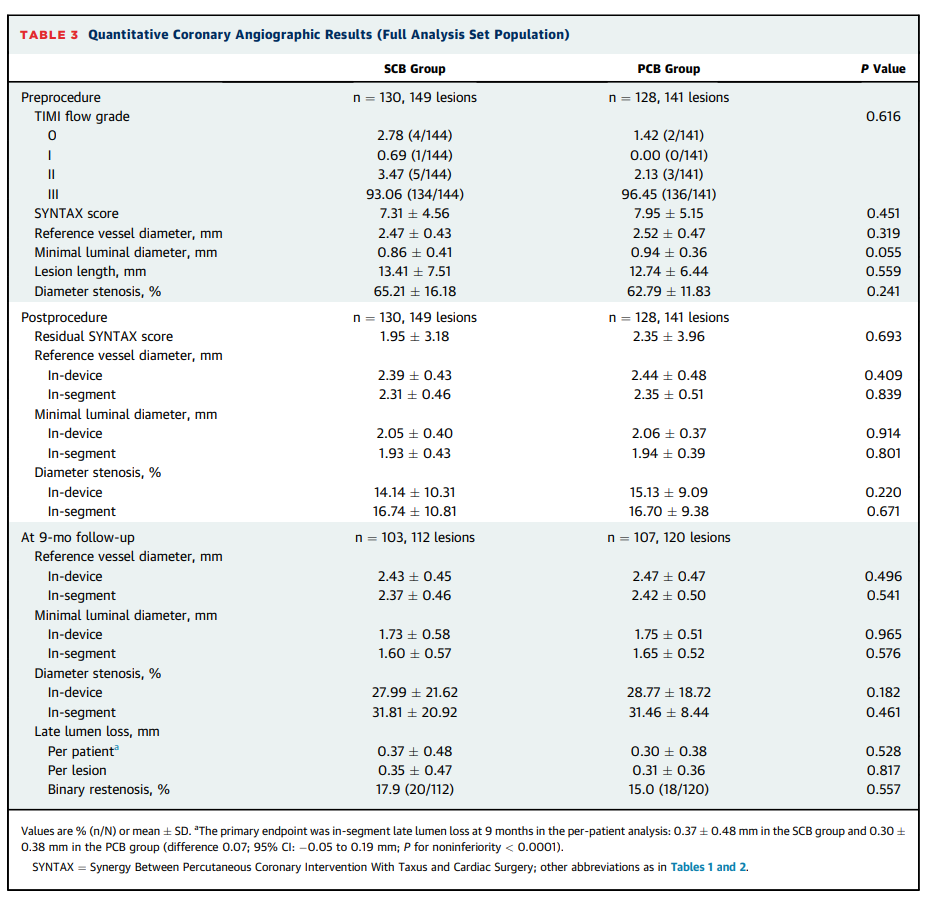 TABLE 3 Quantitative Coronary Angiographic Results (Full Analysis Set Population)
SCB Group PCB Group P Value
Preprocedure n = 130, 149 lesions n = 128, 141 lesions
TIMI flow grade 0.616
0 2.78 (4/144) 1.42 (2/141)
I 0.69 (1/144) 0.00 (0/141)
II 3.47 (5/144) 2.13 (3/141)
III 93.06 (134/144) 96.45 (136/141)
SYNTAX score 7.31 ± 4.56 7.95 ± 5.15 0.451
Reference vessel diameter, mm 2.47 ± 0.43 2.52 ± 0.47 0.319
Minimal luminal diameter, mm 0.86 ± 0.41 0.94 ± 0.36 0.055
Lesion length, mm 13.41 ± 7.51 12.74 ± 6.44 0.559
Diameter stenosis, % 65.21 ± 16.18 62.79 ± 11.83 0.241
Postprocedure n = 130, 149 lesions n = 128, 141 lesions
Residual SYNTAX score 1.95 ± 3.18 2.35 ± 3.96 0.693
Reference vessel diameter, mm
In-device 2.39 ± 0.43 2.44 ± 0.48 0.409
In-segment 2.31 ± 0.46 2.35 ± 0.51 0.839
Minimal luminal diameter, mm
In-device 2.05 ± 0.40 2.06 ± 0.37 0.914
In-segment 1.93 ± 0.43 1.94 ± 0.39 0.801
Diameter stenosis, %
In-device 14.14 ± 10.31 15.13 ± 9.09 0.220
In-segment 16.74 ± 10.81 16.70 ± 9.38 0.671
At 9-mo follow-up n = 103, 112 lesions n = 107, 120 lesions
Reference vessel diameter, mm
In-device 2.43 ± 0.45 2.47 ± 0.47 0.496
In-segment 2.37 ± 0.46 2.42 ± 0.50 0.541
Minimal luminal diameter, mm
In-device 1.73 ± 0.58 1.75 ± 0.51 0.965
In-segment 1.60 ± 0.57 1.65 ± 0.52 0.576
Diameter stenosis, %
In-device 27.99 ± 21.62 28.77 ± 18.72 0.182
In-segment 31.81 ± 20.92 31.46 ± 8.44 0.461
Late lumen loss, mm
Per patientᵃ 0.37 ± 0.48 0.30 ± 0.38 0.528
Per lesion 0.35 ± 0.47 0.31 ± 0.36 0.817
Binary restenosis, % 17.9 (20/112) 15.0 (18/120) 0.557
Values are % (n/N) or mean ± SD. ᵃThe primary endpoint was in-segment late lumen loss at 9 months in the per-patient analysis: 0.37 ± 0.48 mm in the SCB group and 0.30 ±
0.38 mm in the PCB group (difference 0.07; 95% CI: −0.05 to 0.19 mm; P for noninferiority < 0.0001).
SYNTAX = Synergy Between Percutaneous Coronary Intervention With Taxus and Cardiac Surgery; other abbreviations as in Tables 1 and 2.